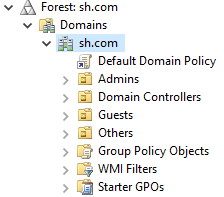 Forest: sh.com
Domains
sh.com
Default Domain Policy
Admins
Domain Controllers
Guests
Others
Group Policy Objects
WMI Filters
Starter GPOs